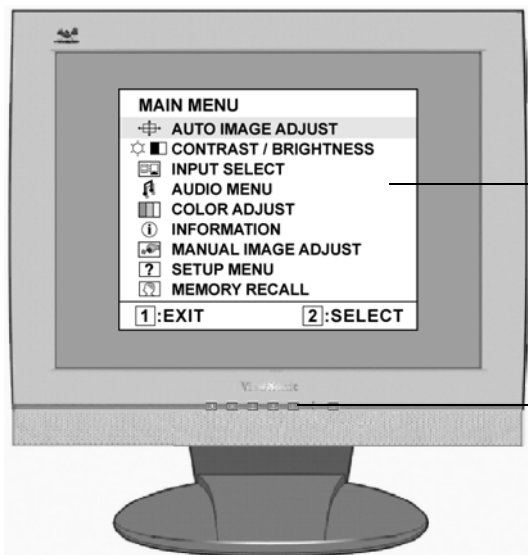 MAIN MENU
AUTO IMAGE ADJUST
CONTRAST / BRIGHTNESS
INPUT SELECT
AUDIO MENU
COLOR ADJUST
INFORMATION
MANUAL IMAGE ADJUST
? SETUP MENU
MEMORY RECALL
1:EXIT 2:SELECT
ViewSonic